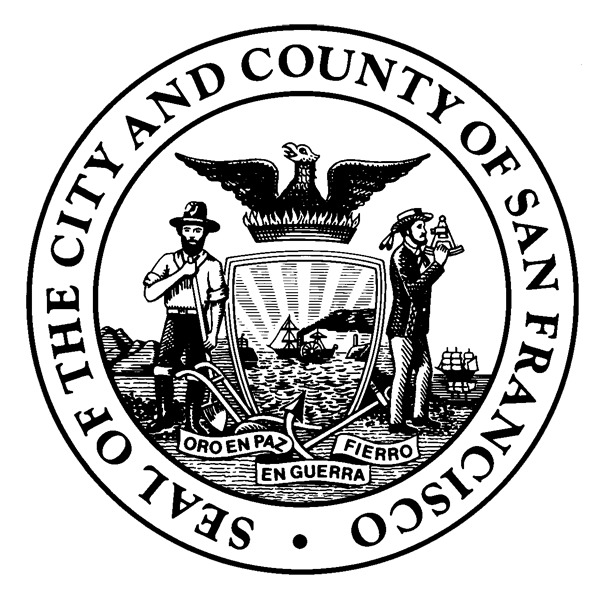 SEAL OF THE CITY AND COUNTY OF SAN FRANCISCO •
ORO EN PAZ
FIERRO
EN GUERRA